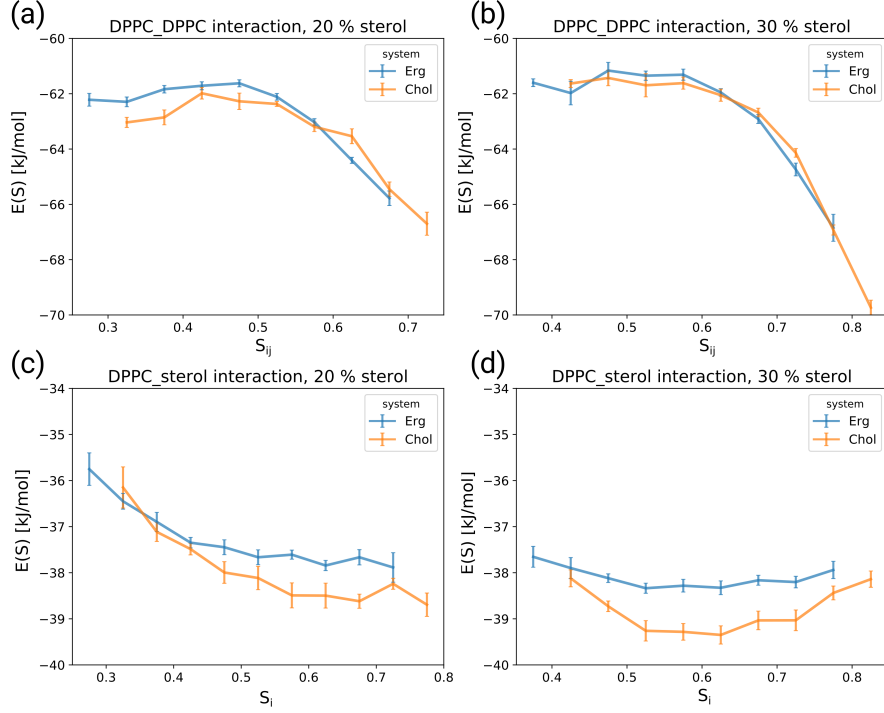 (a)
DPPC_DPPC interaction, 20 % sterol
−60
−62
−64
−66
−68
−70
E(S) [kJ/mol]
0.3 0.4 0.5 0.6 0.7
S_ij
system
Erg
Chol
(b)
DPPC_DPPC interaction, 30 % sterol
−60
−62
−64
−66
−68
−70
E(S) [kJ/mol]
0.4 0.5 0.6 0.7 0.8
S_ij
system
Erg
Chol
(c)
DPPC_sterol interaction, 20 % sterol
−34
−35
−36
−37
−38
−39
−40
E(S) [kJ/mol]
0.3 0.4 0.5 0.6 0.7 0.8
S_i
system
Erg
Chol
(d)
DPPC_sterol interaction, 30 % sterol
−34
−35
−36
−37
−38
−39
−40
E(S) [kJ/mol]
0.4 0.5 0.6 0.7 0.8
S_i
system
Erg
Chol